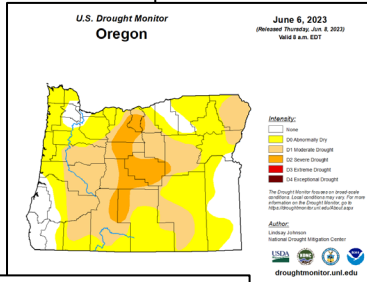 U.S. Drought Monitor
Oregon
June 6, 2023
(Released Thursday, Jun. 8, 2023)
Valid 8 a.m. EDT
Intensity:
None
D0 Abnormally Dry
D1 Moderate Drought
D2 Severe Drought
D3 Extreme Drought
D4 Exceptional Drought
The Drought Monitor focuses on broad-scale
conditions. Local conditions may vary. For more
information on the Drought Monitor, go to
https://droughtmonitor.unl.edu/About.aspx
Author:
Lindsay Johnson
National Drought Mitigation Center
USDA
droughtmonitor.unl.edu